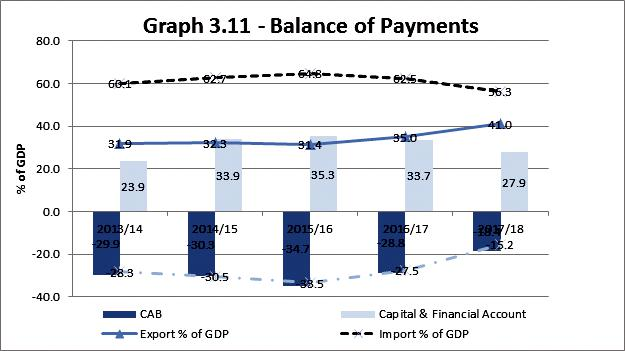 Graph 3.11 - Balance of Payments
% of GDP
80.0
60.0
40.0
20.0
0.0
-20.0
-40.0
60.1 62.7 64.8 62.5 56.3
31.9 32.3 31.4 35.0 41.0
23.9 33.9 35.3 33.7 27.9
2013/14 2014/15 2015/16 2016/17 2017/18
-29.9 -30.3 -34.7 -28.8
-28.3 -30.5 -33.5 -27.5 -15.2
CAB Capital & Financial Account
Export % of GDP Import % of GDP